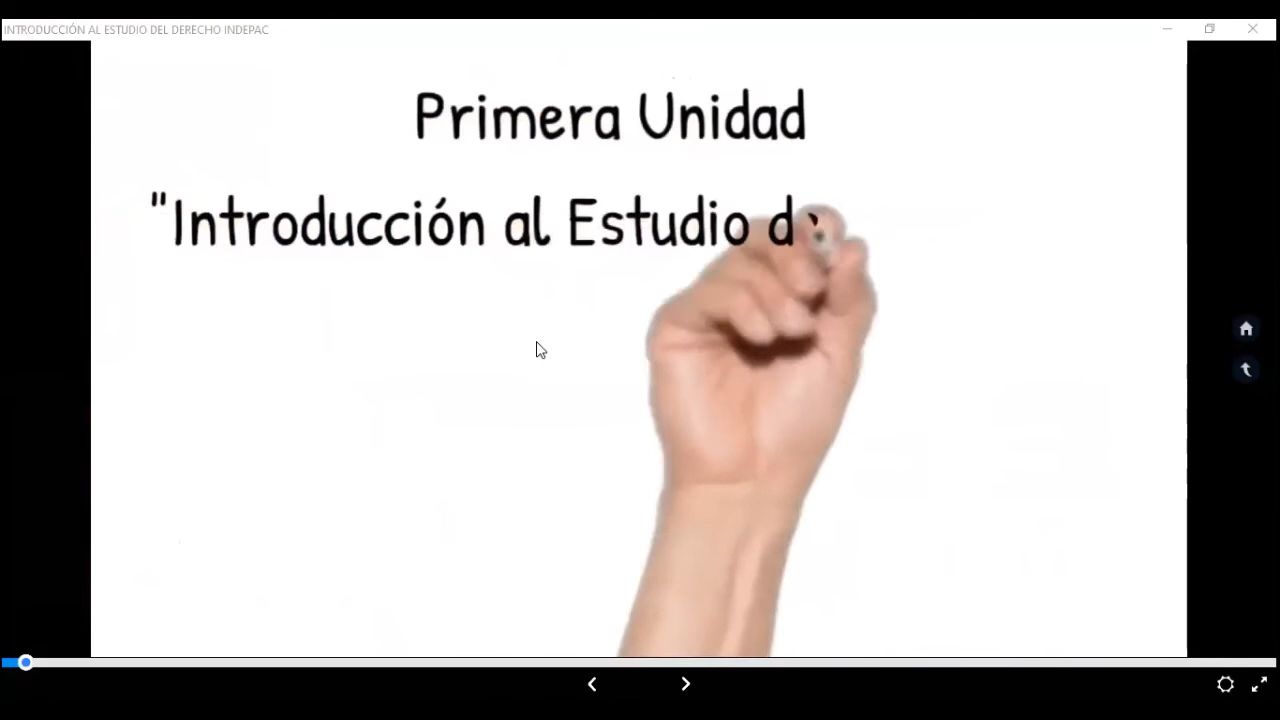 INTRODUCCIÓN AL ESTUDIO DEL DERECHO INDEPAC
Primera Unidad
"Introducción al Estudio d